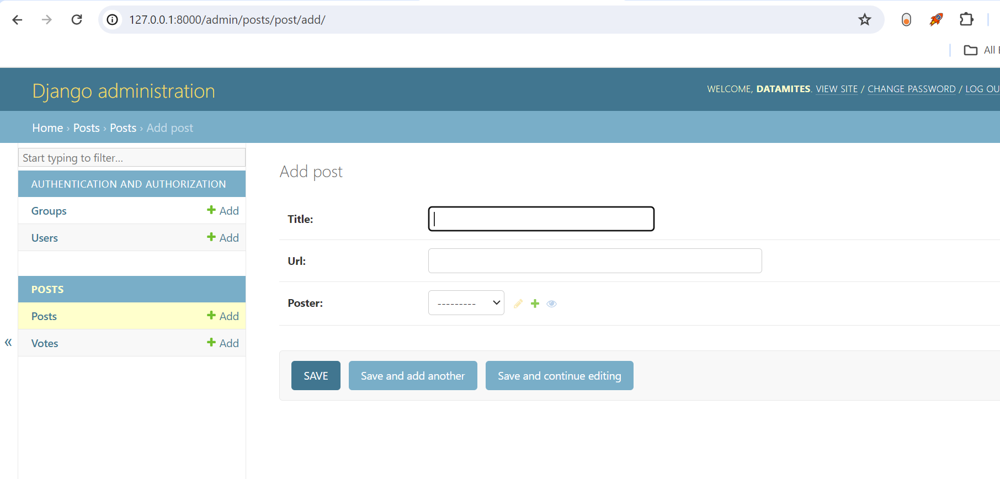 127.0.0.1:8000/admin/posts/post/add/
All
Django administration
WELCOME, DATAMITES. VIEW SITE / CHANGE PASSWORD / LOG OU
Home › Posts › Posts › Add post
Start typing to filter...
AUTHENTICATION AND AUTHORIZATION
Groups + Add
Users + Add
POSTS
Posts + Add
Votes + Add
«
Add post
Title:
Url:
Poster: ---------
SAVE Save and add another Save and continue editing